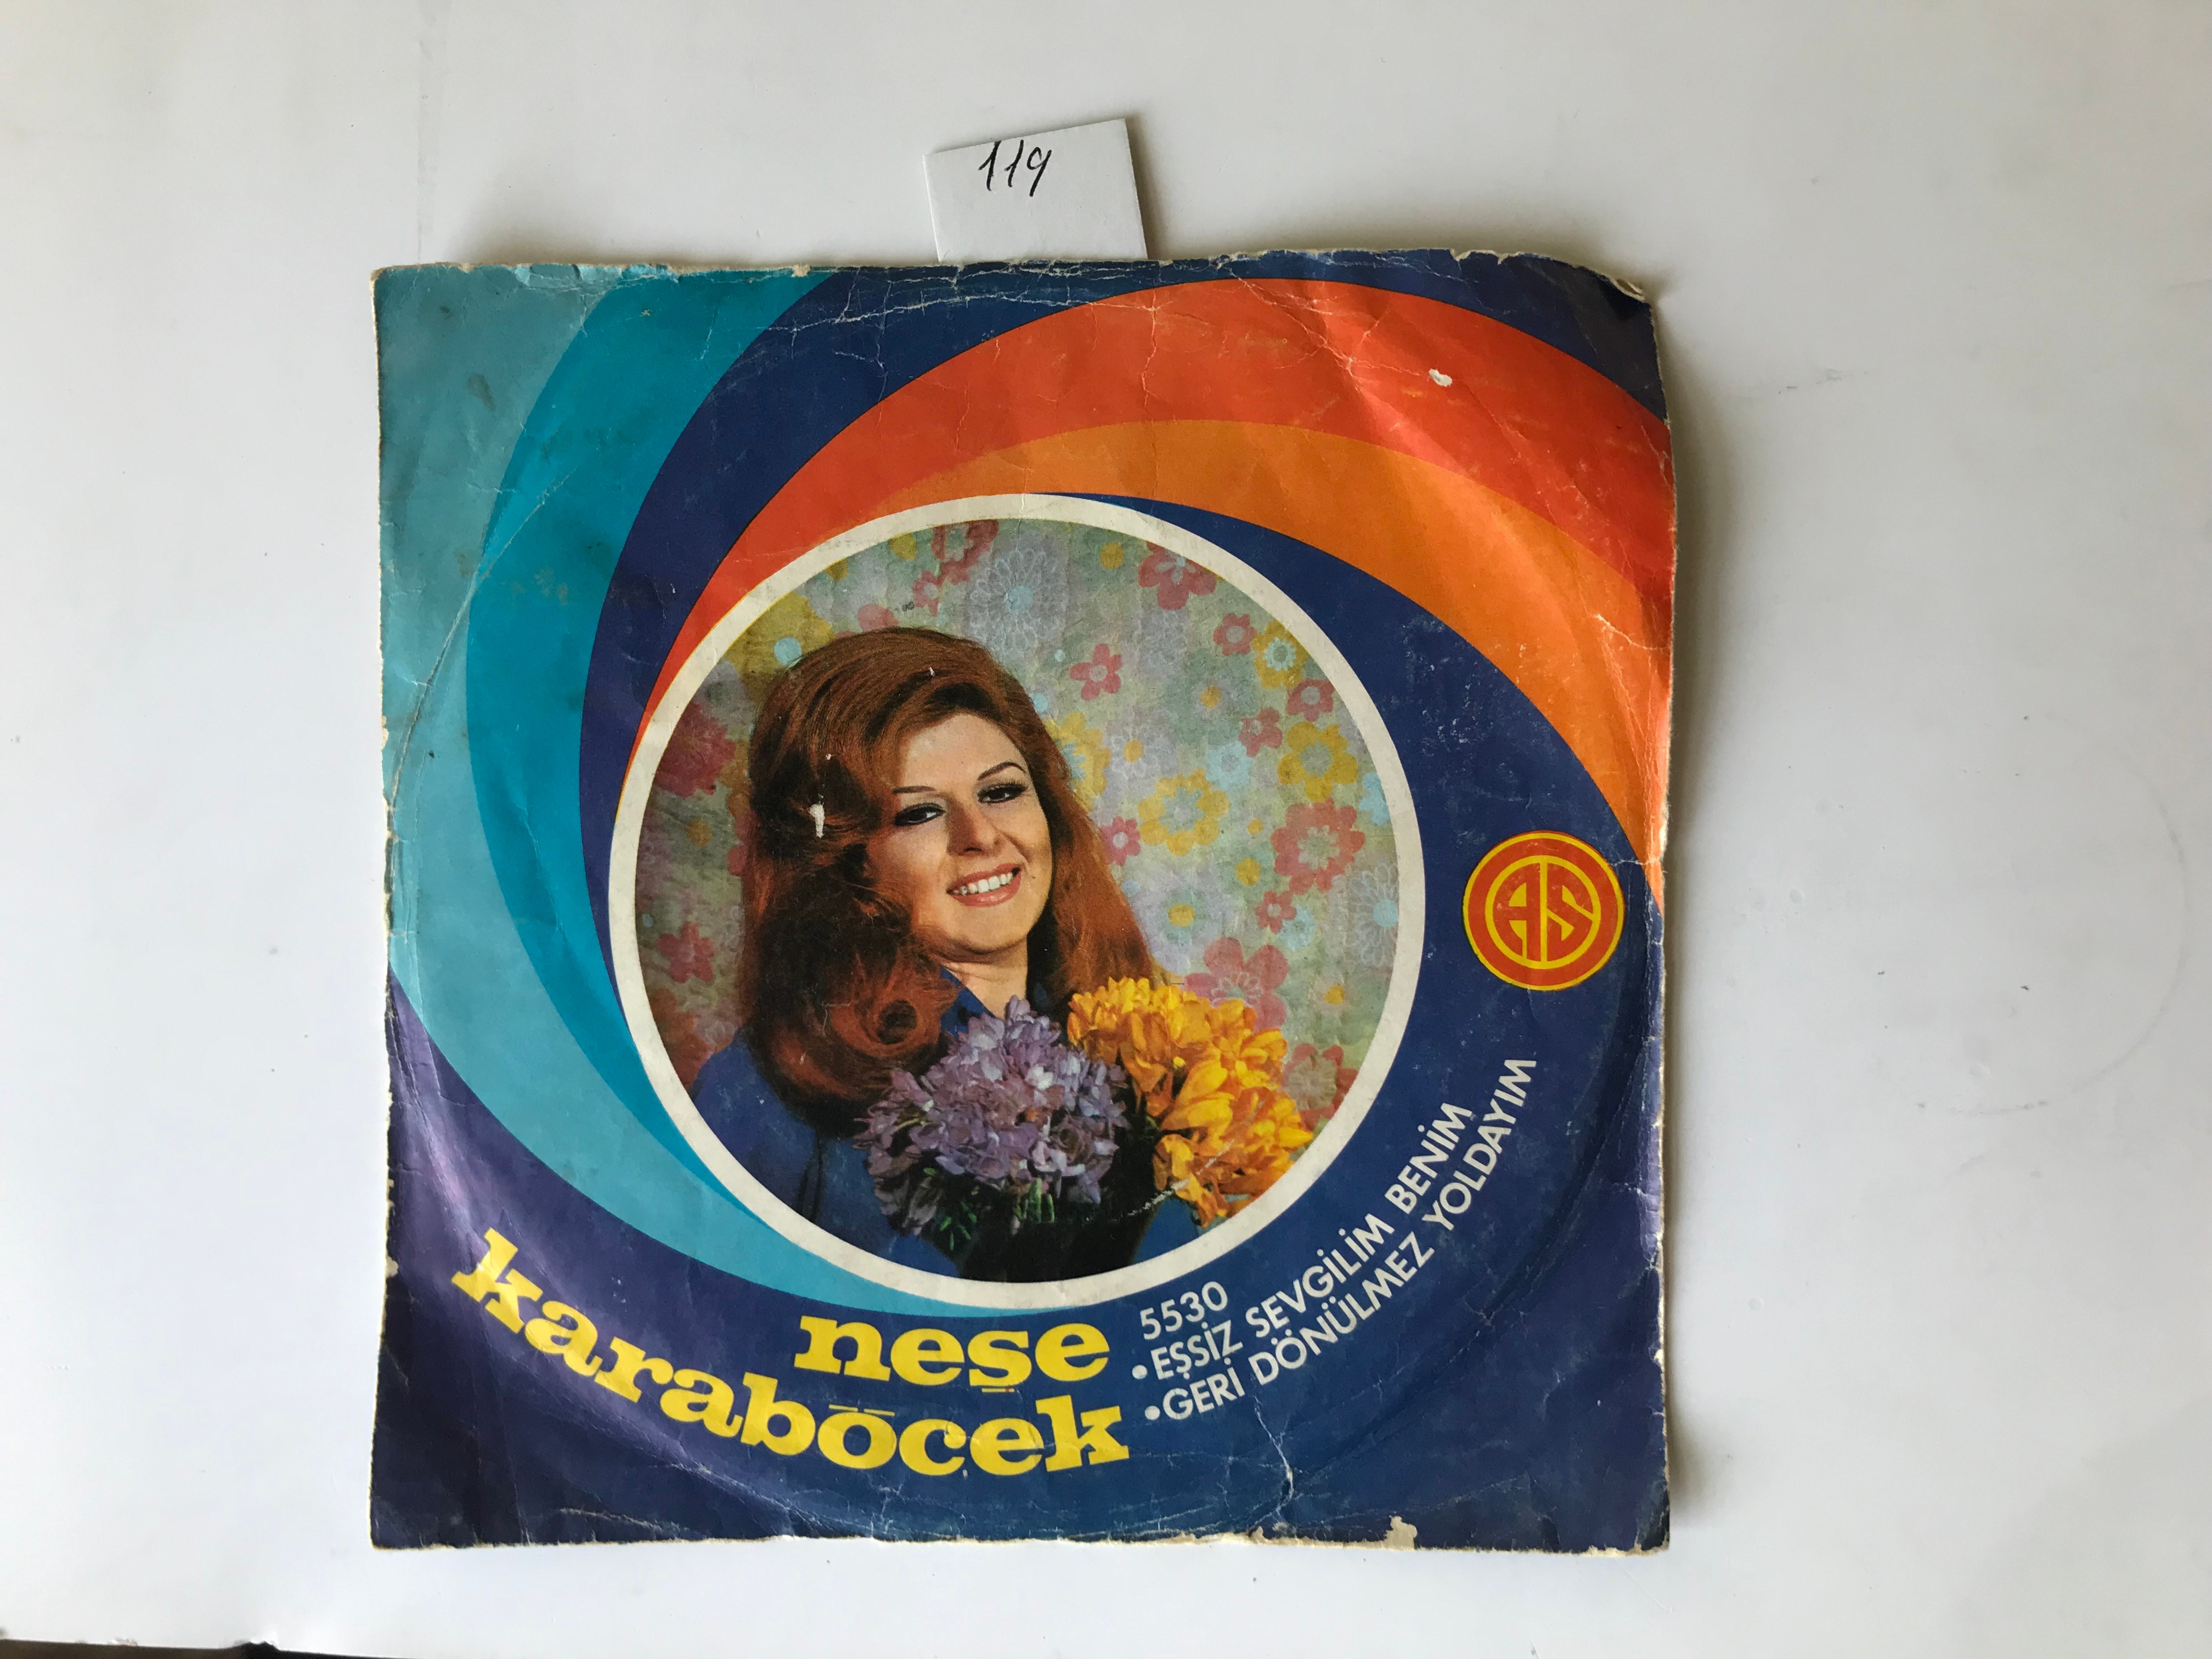 119
AS
neşe
karaböcek
5530
• EŞSİZ SEVGİLİM BENİM
• GERİ DÖNÜLMEZ YOLDAYIM